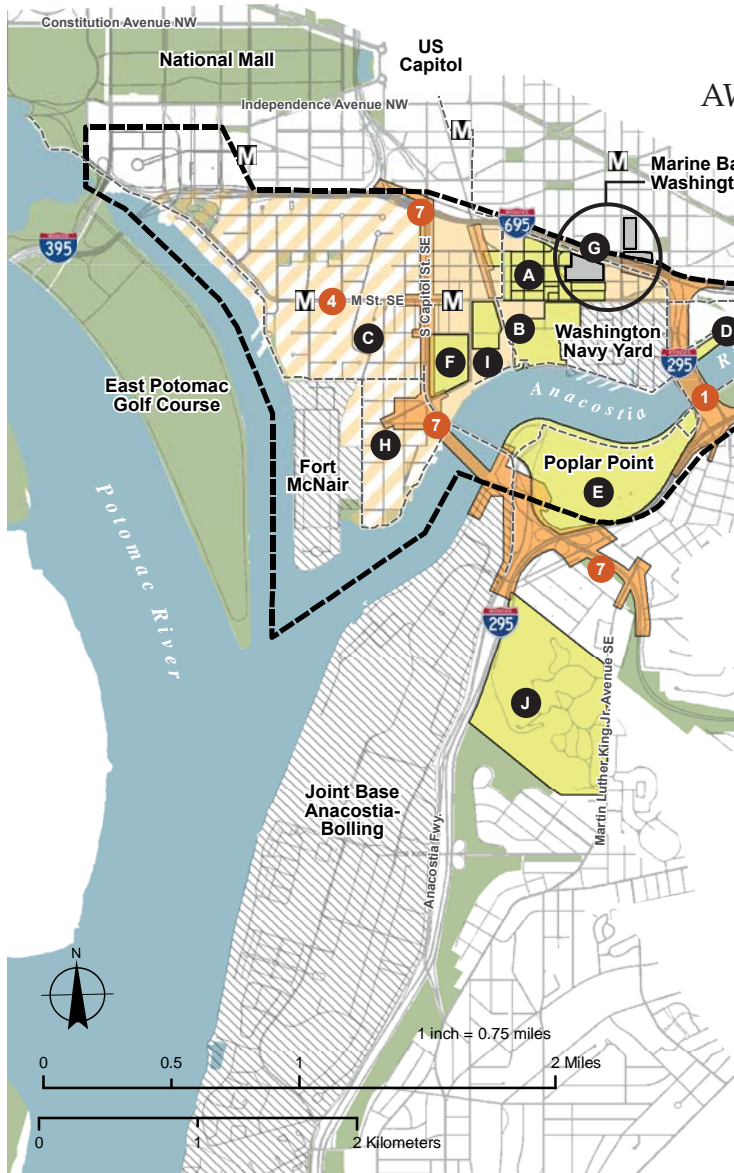 Constitution Avenue NW
National Mall
US
Capitol
AW
Independence Avenue NW
M
M
M
Marine Ba
Washingt
7
695
G
395
A
S Capitol St. SE
M
4
M St. SE
M
C
B
Washington
Navy Yard
D
F
I
295
R
East Potomac
Golf Course
Anacostia
1
7
H
Poplar Point
Fort
McNair
E
Potomac River
7
295
J
Martin Luther King Jr. Avenue SE
Joint Base
Anacostia-
Bolling
Anacostia Fwy.
N
1 inch = 0.75 miles
0 0.5 1 2 Miles
0 1 2 Kilometers